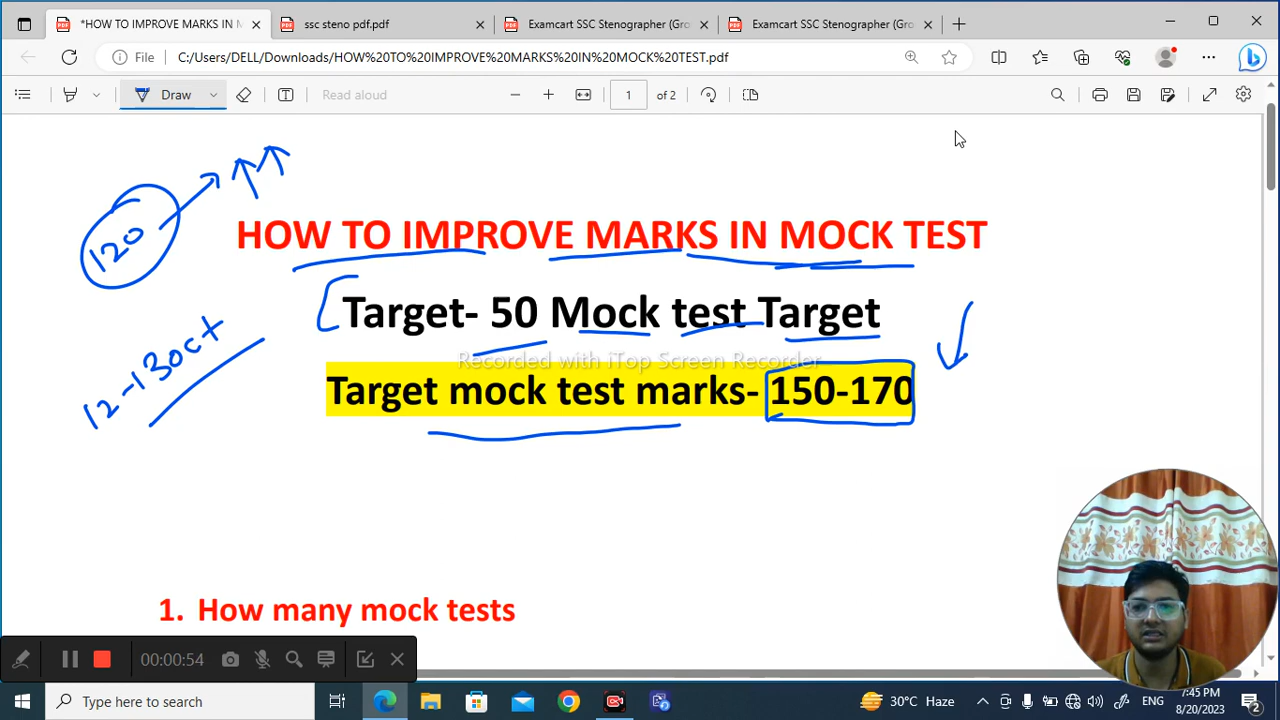 *HOW TO IMPROVE MARKS IN M
ssc steno pdf.pdf
Examcart SSC Stenographer (Gro
Examcart SSC Stenographer (Gro
File
C:/Users/DELL/Downloads/HOW%20TO%20IMPROVE%20MARKS%20IN%20MOCK%20TEST.pdf
Draw
Read aloud
1
of 2
120
HOW TO IMPROVE MARKS IN MOCK TEST
Target- 50 Mock test Target
12-13 Oct
Recorded with iTop Screen Recorder
Target mock test marks- 150-170
1. How many mock tests
00:00:54
Type here to search
30°C Haze
ENG
7:45 PM
8/20/2023
2